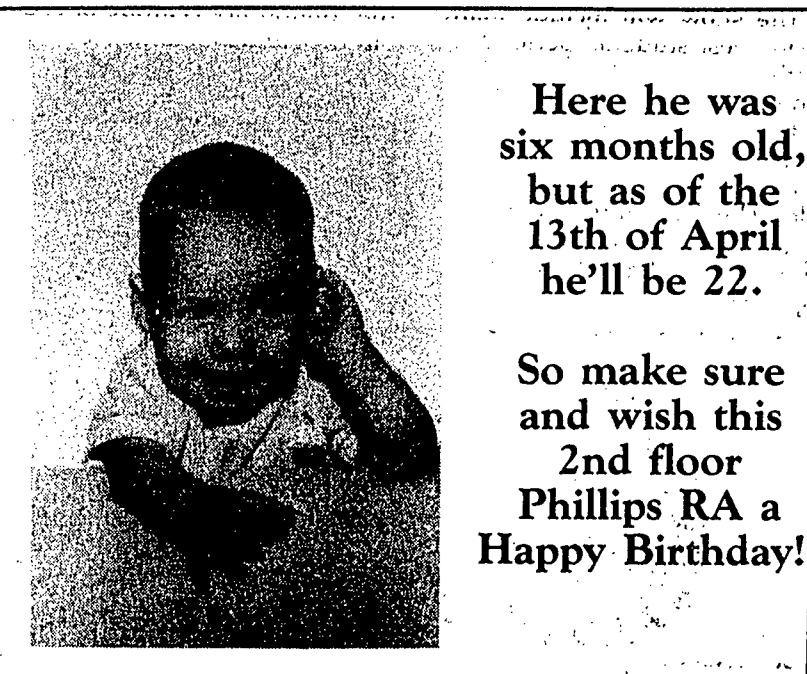 Here he was
six months old,
but as of the
13th of April
he'll be 22.
So make sure
and wish this
2nd floor
Phillips RA a
Happy Birthday!